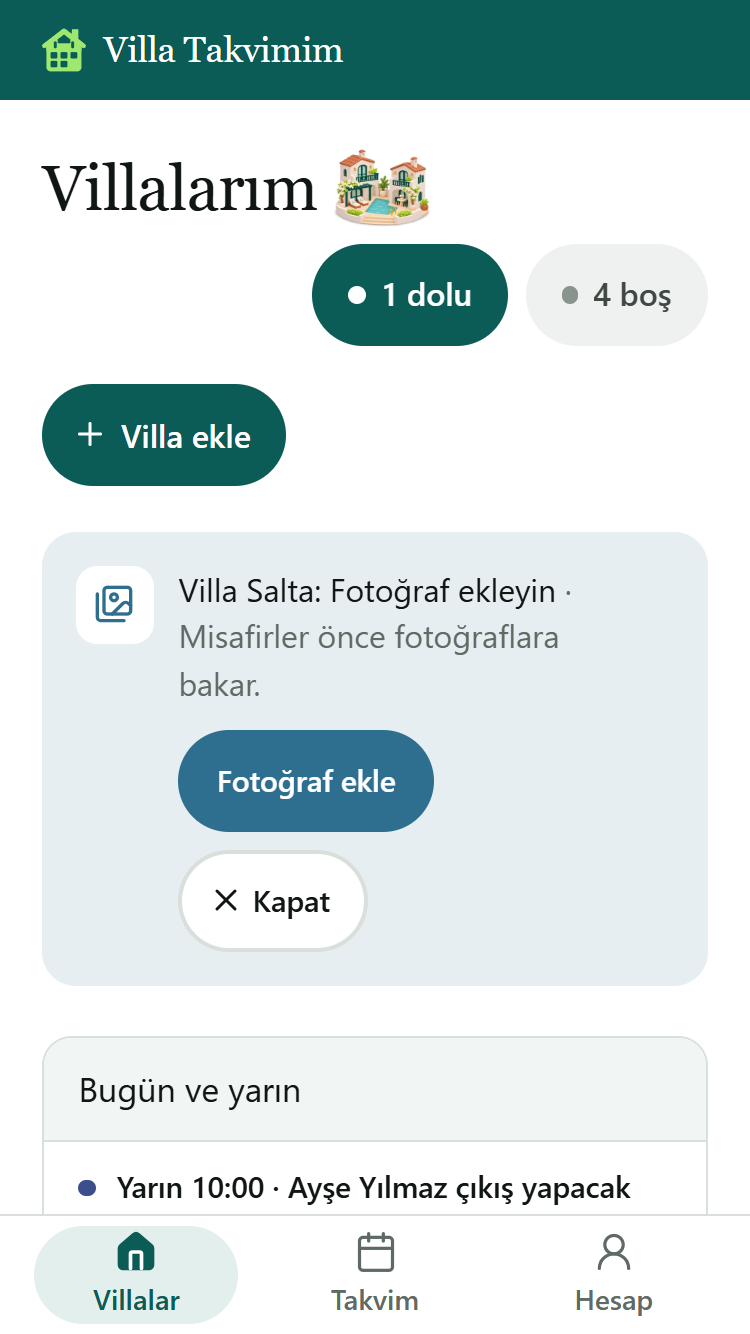 Villa Takvimim
Villalarım
1 dolu
4 boş
+ Villa ekle
Villa Salta: Fotoğraf ekleyin ·
Misafirler önce fotoğraflara
bakar.
Fotoğraf ekle
Kapat
Bugün ve yarın
Yarın 10:00 · Ayşe Yılmaz çıkış yapacak
Villalar
Takvim
Hesap